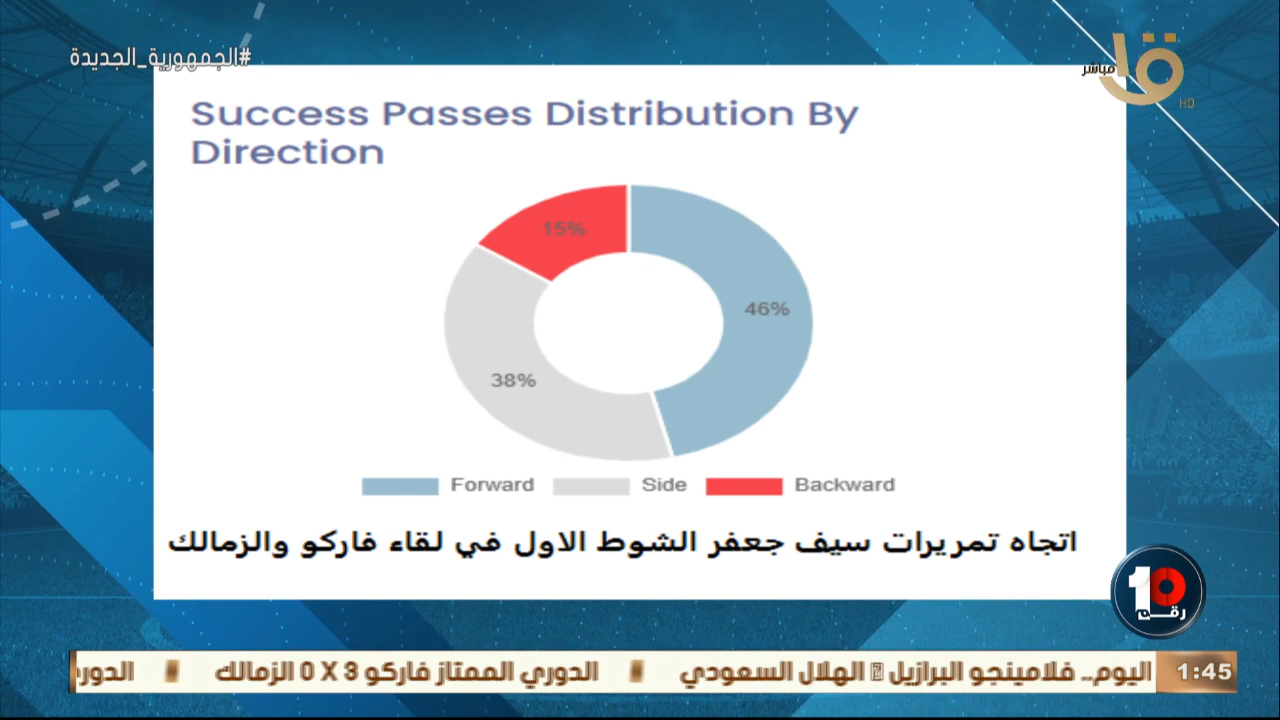 #الجمهورية_الجديدة
مباشر
HD
Success Passes Distribution By
Direction
15%
46%
38%
Forward Side Backward
اتجاه تمريرات سيف جعفر الشوط الاول في لقاء فاركو والزمالك
10
رقم
1:45
اليوم.. فلامينجو البرازيل الهلال السعودي الدوري الممتاز فاركو 3 X 0 الزمالك الدوري